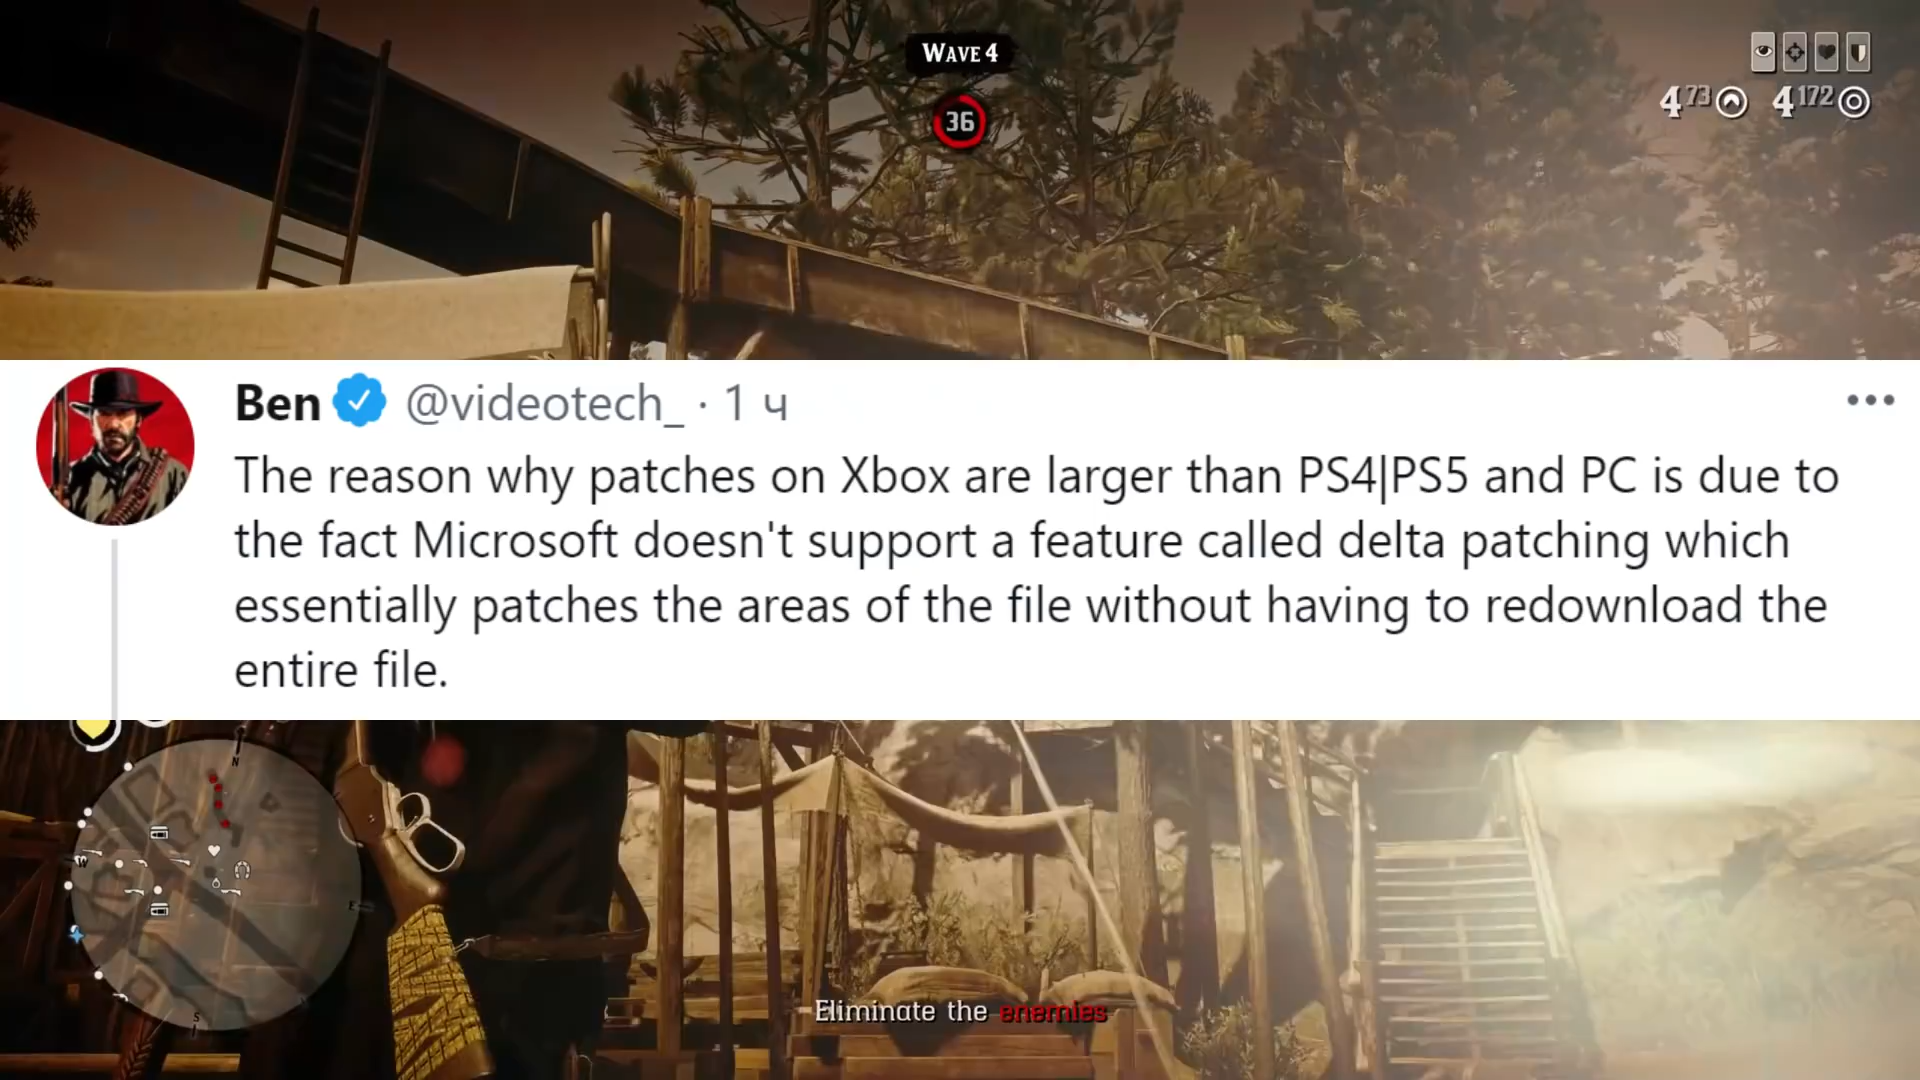 WAVE 4
36
4 73 4 172
Ben @videotech_ · 1 ч
The reason why patches on Xbox are larger than PS4|PS5 and PC is due to
the fact Microsoft doesn't support a feature called delta patching which
essentially patches the areas of the file without having to redownload the
entire file.
N
W
E
S
Eliminate the enemies